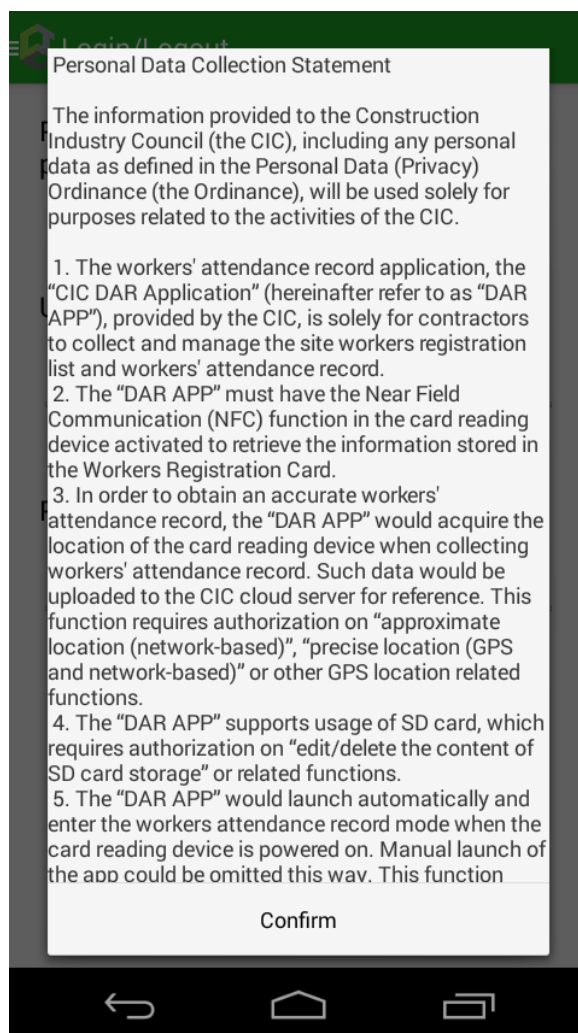 Login/Logout
Personal Data Collection Statement
The information provided to the Construction
Industry Council (the CIC), including any personal
data as defined in the Personal Data (Privacy)
Ordinance (the Ordinance), will be used solely for
purposes related to the activities of the CIC.
1. The workers' attendance record application, the
“CIC DAR Application” (hereinafter refer to as “DAR
APP”), provided by the CIC, is solely for contractors
to collect and manage the site workers registration
list and workers' attendance record.
2. The “DAR APP” must have the Near Field
Communication (NFC) function in the card reading
device activated to retrieve the information stored in
the Workers Registration Card.
3. In order to obtain an accurate workers'
attendance record, the “DAR APP” would acquire the
location of the card reading device when collecting
workers' attendance record. Such data would be
uploaded to the CIC cloud server for reference. This
function requires authorization on “approximate
location (network-based)”, “precise location (GPS
and network-based)” or other GPS location related
functions.
4. The “DAR APP” supports usage of SD card, which
requires authorization on “edit/delete the content of
SD card storage” or related functions.
5. The “DAR APP” would launch automatically and
enter the workers attendance record mode when the
card reading device is powered on. Manual launch of
the app could be omitted this way. This function
Confirm